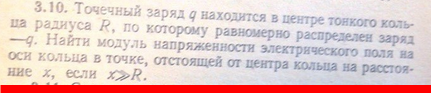 3.10. Точечный заряд q находится в центре тонкого коль-
ца радиуса R, по которому равномерно распределен заряд
—q. Найти модуль напряженности электрического поля на
оси кольца в точке, отстоящей от центра кольца на расстоя-
ние x, если x≫R.